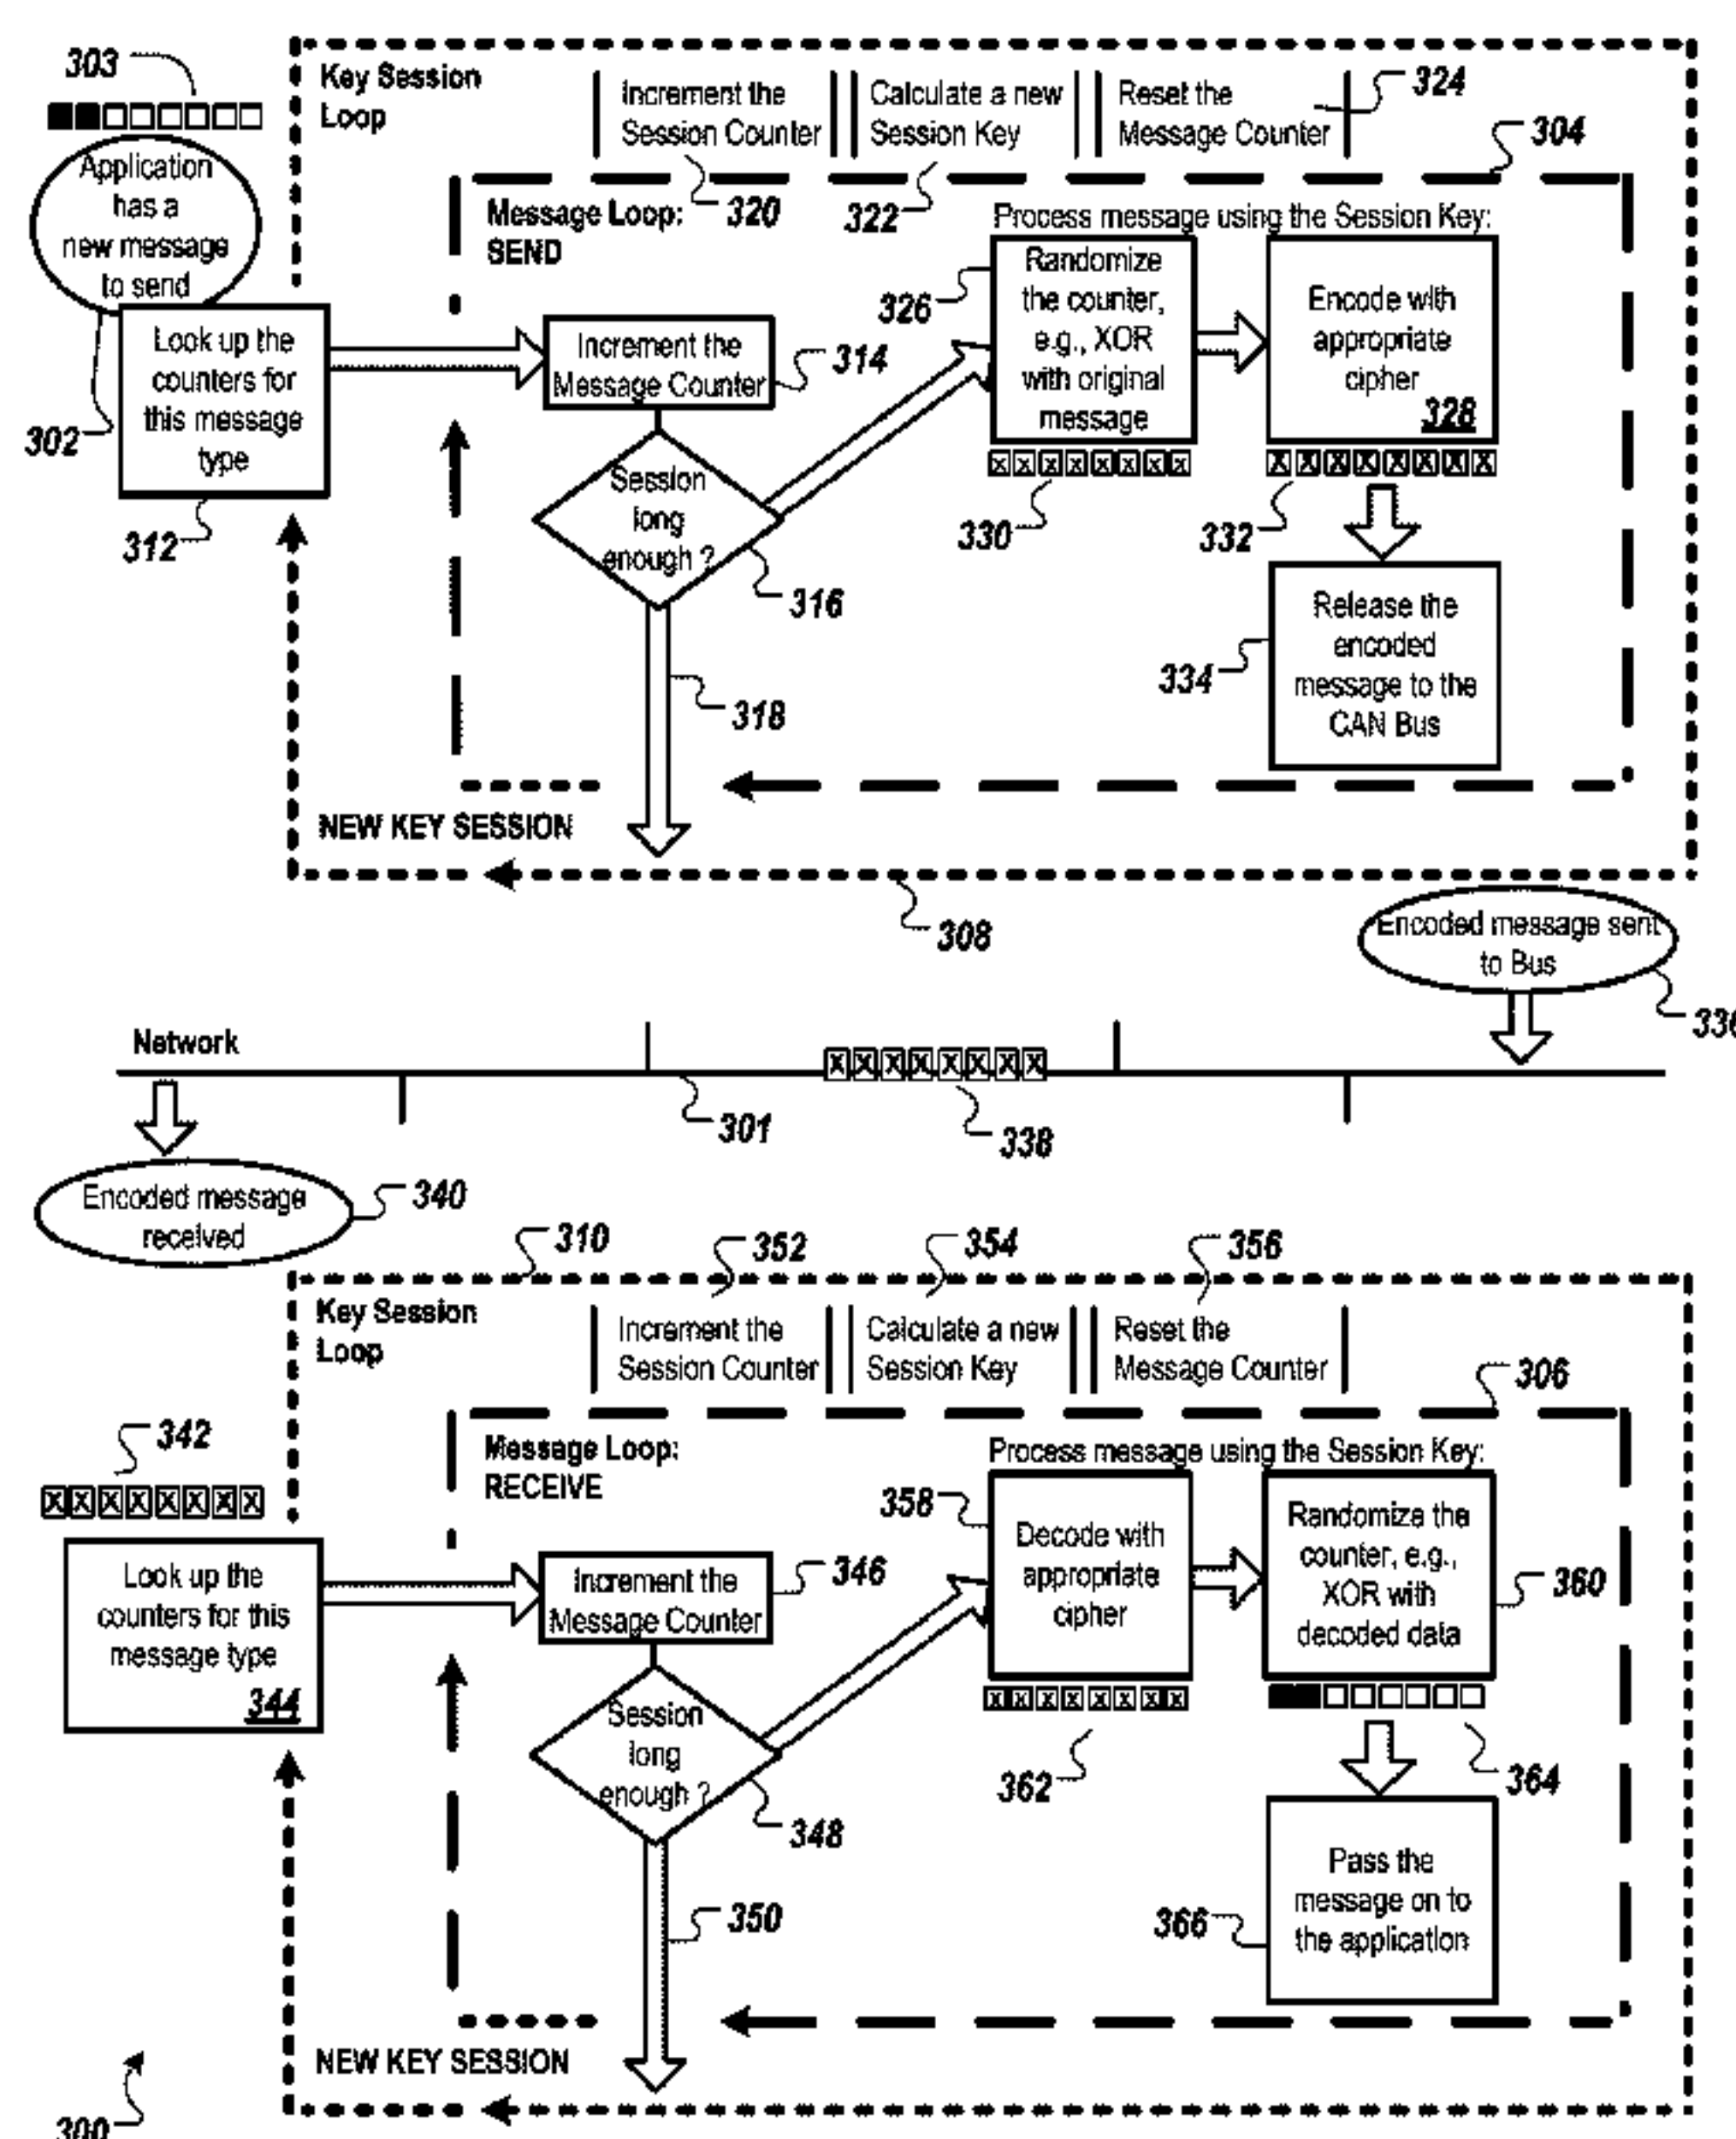 303
Application
has a
new message
to send
302
Look up the
counters for
this message
type
312
Key Session
Loop
Increment the
Session Counter
320
Calculate a new
Session Key
322
Reset the
Message Counter
324
304
Message Loop:
SEND
Increment the
Message Counter
314
Session
long
enough ?
316
318
Process message using the Session Key:
Randomize
the counter,
e.g., XOR
with original
message
326
Encode with
appropriate
cipher
328
XXXXXXXX
330
XXXXXXXX
332
Release the
encoded
message to the
CAN Bus
334
NEW KEY SESSION
308
Encoded message sent
to Bus
Network
XXXXXXXX
301
338
Encoded message
received
340
310
352
354
356
Key Session
Loop
Increment the
Session Counter
Calculate a new
Session Key
Reset the
Message Counter
306
342
XXXXXXXX
Look up the
counters for this
message type
344
Message Loop:
RECEIVE
Increment the
Message Counter
346
Session
long
enough ?
348
350
Process message using the Session Key:
358
Decode with
appropriate
cipher
Randomize the
counter, e.g.,
XOR with
decoded data
360
XXXXXXXX
362
364
Pass the
message on to
the application
366
NEW KEY SESSION
300